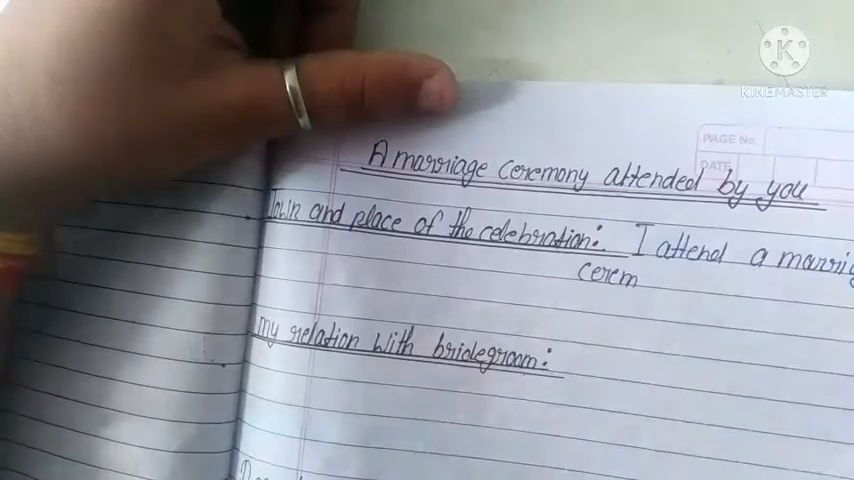 KINEMASTER
PAGE No.
DATE
A marriage ceremony attended by you
Town and place of the celebration: I attend a
cerem
my relation with bridegroom: